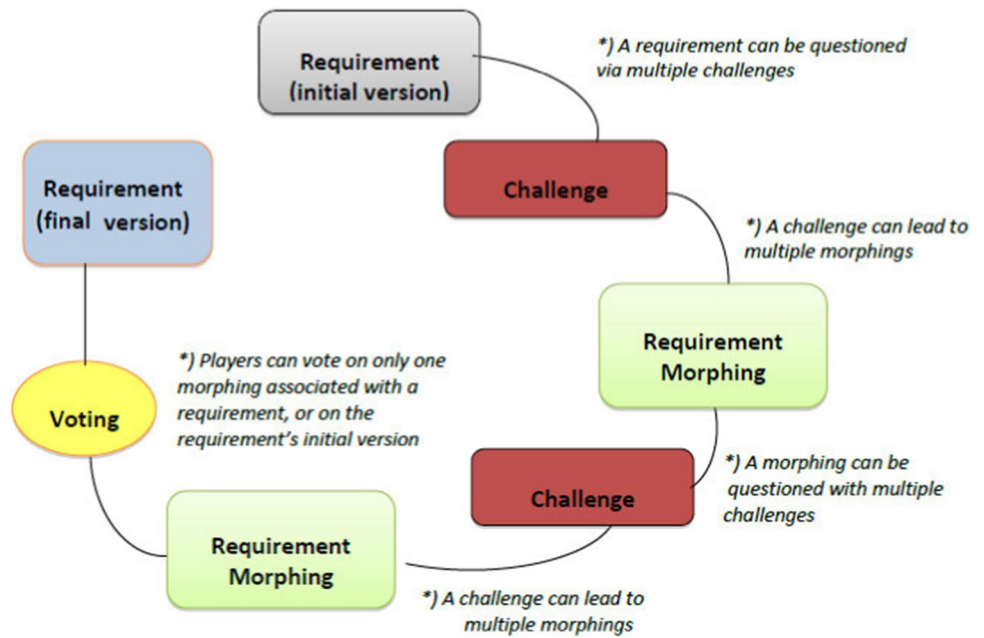 Requirement
(initial version)
*) A requirement can be questioned
via multiple challenges
Challenge
*) A challenge can lead to
multiple morphings
Requirement
Morphing
*) A morphing can be
questioned with multiple
challenges
Challenge
*) A challenge can lead to
multiple morphings
Requirement
Morphing
*) Players can vote on only one
morphing associated with a
requirement, or on the
requirement's initial version
Voting
Requirement
(final version)